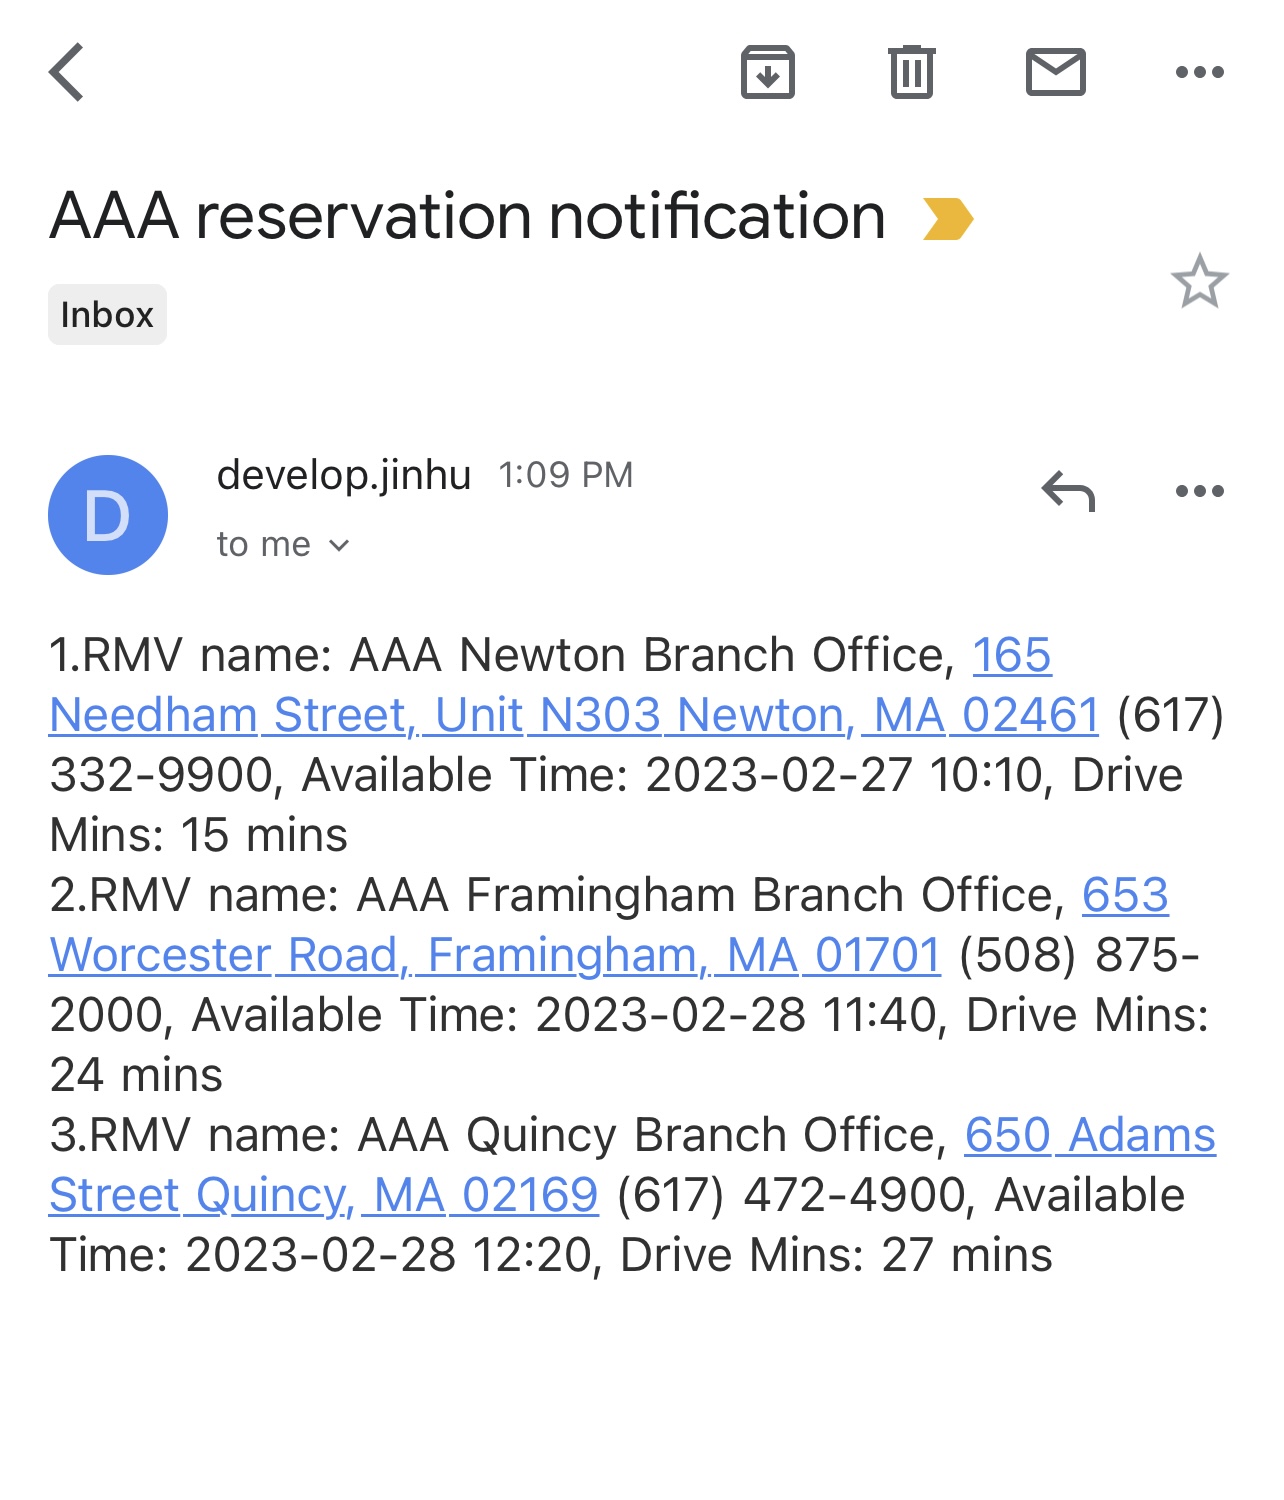 AAA reservation notification
Inbox
D
develop.jinhu 1:09 PM
to me
1.RMV name: AAA Newton Branch Office, 165
Needham Street, Unit N303 Newton, MA 02461 (617)
332-9900, Available Time: 2023-02-27 10:10, Drive
Mins: 15 mins
2.RMV name: AAA Framingham Branch Office, 653
Worcester Road, Framingham, MA 01701 (508) 875-
2000, Available Time: 2023-02-28 11:40, Drive Mins:
24 mins
3.RMV name: AAA Quincy Branch Office, 650 Adams
Street Quincy, MA 02169 (617) 472-4900, Available
Time: 2023-02-28 12:20, Drive Mins: 27 mins